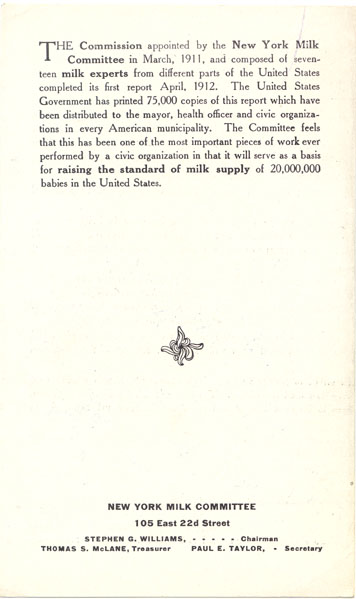 THE Commission appointed by the New York Milk
Committee in March, 1911, and composed of seven-
teen milk experts from different parts of the United States
completed its first report April, 1912. The United States
Government has printed 75,000 copies of this report which have
been distributed to the mayor, health officer and civic organiza-
tions in every American municipality. The Committee feels
that this has been one of the most important pieces of work ever
performed by a civic organization in that it will serve as a basis
for raising the standard of milk supply of 20,000,000
babies in the United States.
NEW YORK MILK COMMITTEE
105 East 22d Street
STEPHEN G. WILLIAMS, - - - - - Chairman
THOMAS S. McLANE, Treasurer PAUL E. TAYLOR, - Secretary